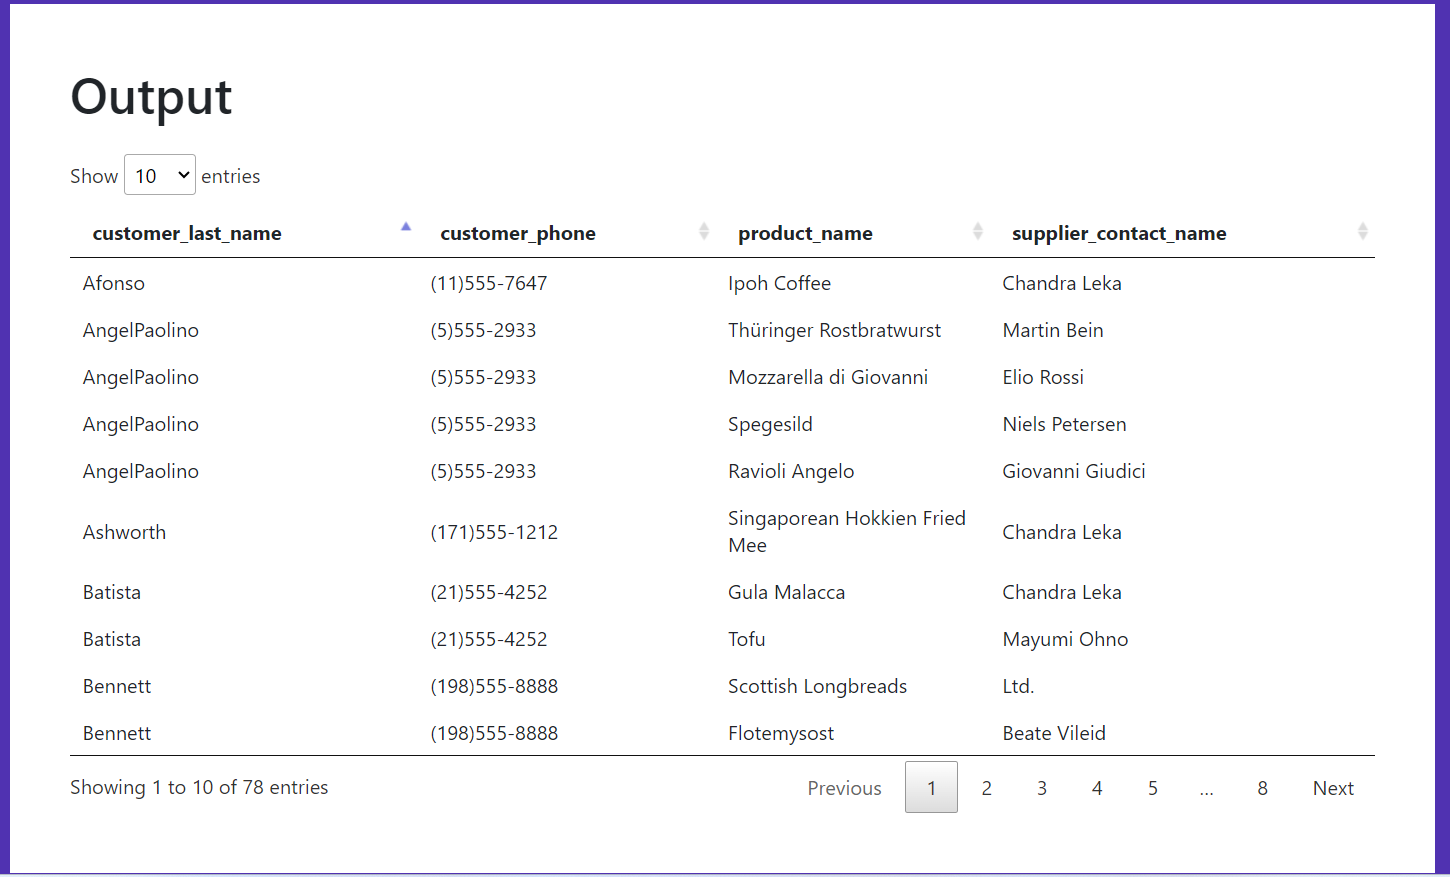 Output
Show 10 entries
customer_last_name customer_phone product_name supplier_contact_name
Afonso (11)555-7647 Ipoh Coffee Chandra Leka
AngelPaolino (5)555-2933 Thüringer Rostbratwurst Martin Bein
AngelPaolino (5)555-2933 Mozzarella di Giovanni Elio Rossi
AngelPaolino (5)555-2933 Spegesild Niels Petersen
AngelPaolino (5)555-2933 Ravioli Angelo Giovanni Giudici
Ashworth (171)555-1212 Singaporean Hokkien Fried Chandra Leka
Mee
Batista (21)555-4252 Gula Malacca Chandra Leka
Batista (21)555-4252 Tofu Mayumi Ohno
Bennett (198)555-8888 Scottish Longbreads Ltd.
Bennett (198)555-8888 Flotemysost Beate Vileid
Showing 1 to 10 of 78 entries Previous 1 2 3 4 5 ... 8 Next